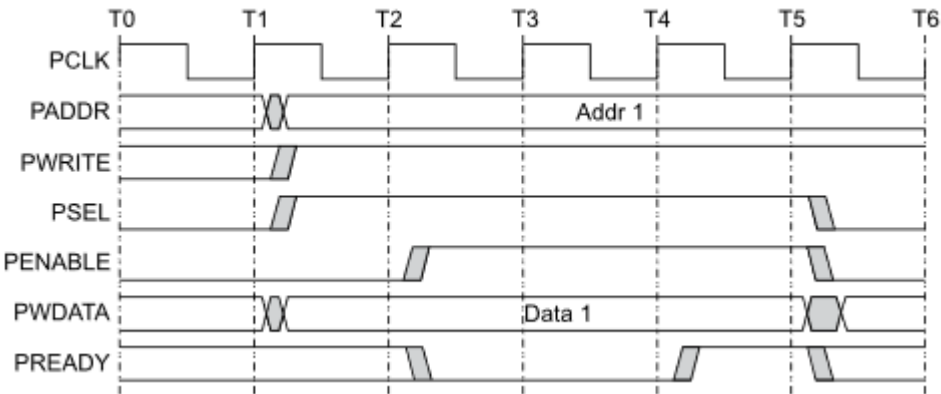 T0 T1 T2 T3 T4 T5 T6
PCLK
PADDR Addr 1
PWRITE
PSEL
PENABLE
PWDATA Data 1
PREADY